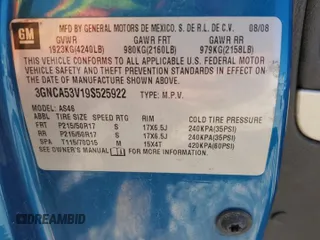 GM
MFD BY GENERAL MOTORS DE MEXICO, S. DE R.L. DE C.V. 08/08
GVWR GAWR FRT GAWR RR
1923KG(4240LB) 980KG(2160LB) 979KG(2158LB)
THIS VEHICLE CONFORMS TO ALL APPLICABLE U.S. FEDERAL MOTOR
VEHICLE SAFETY, BUMPER, AND THEFT PREVENTION STANDARDS IN
EFFECT ON THE DATE OF MANUFACTURE SHOWN ABOVE.
3GNCA53V19S525922 TYPE: M.P.V.
MODEL: AS46
ABBL TIRE SIZE SPEED RTG RIM COLD TIRE PRESSURE
FRT P215/50R17 S 17X6.5J 240KPA(35PSI)
RR P215/50R17 S 17X6.5J 240KPA(35PSI)
SPA T115/70D15 M 15X4T 420KPA(60PSI)
SEE OWNER'S MANUAL FOR MORE INFORMATION.
EPICBID